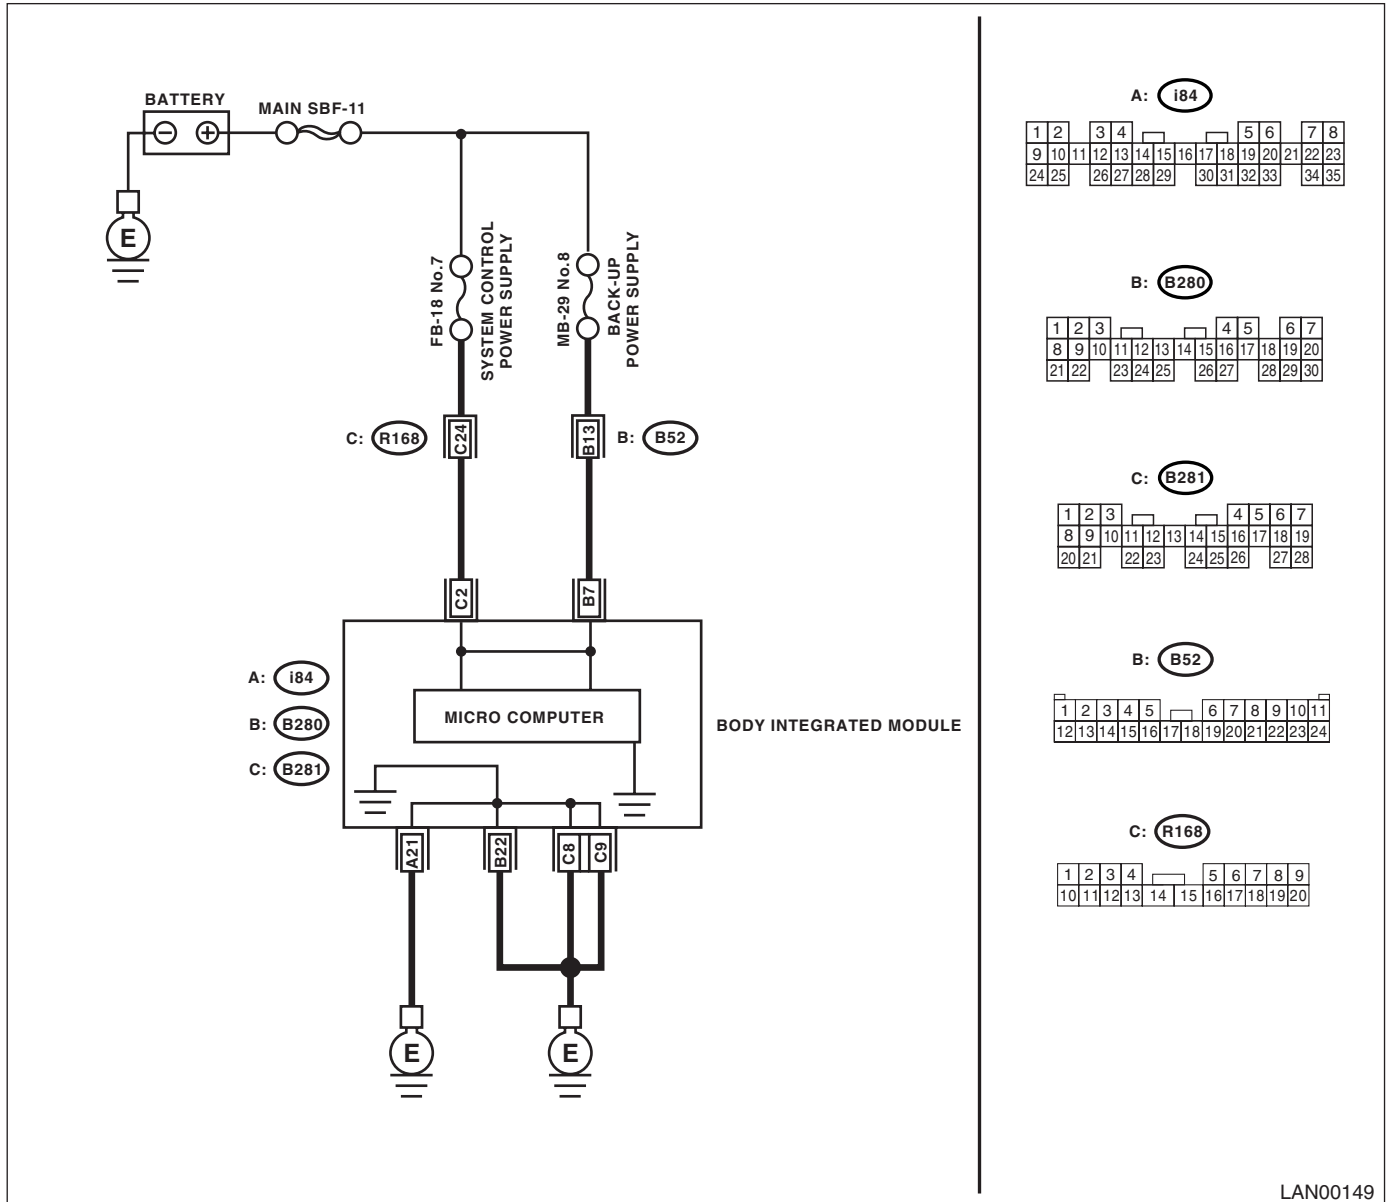 BATTERY
MAIN SBF-11
− +
E
FB-18 No.7
SYSTEM CONTROL
POWER SUPPLY
MB-29 No.8
BACK-UP
POWER SUPPLY
C: R168
C24
B13
B: B52
C2
B7
A: i84
B: B280
C: B281
MICRO COMPUTER
BODY INTEGRATED MODULE
A21
B22
C8
C9
E
E
A: i84
1 2 3 4 5 6 7 8
9 10 11 12 13 14 15 16 17 18 19 20 21 22 23
24 25 26 27 28 29 30 31 32 33 34 35
B: B280
1 2 3 4 5 6 7
8 9 10 11 12 13 14 15 16 17 18 19 20
21 22 23 24 25 26 27 28 29 30
C: B281
1 2 3 4 5 6 7
8 9 10 11 12 13 14 15 16 17 18 19
20 21 22 23 24 25 26 27 28
B: B52
1 2 3 4 5 6 7 8 9 10 11
12 13 14 15 16 17 18 19 20 21 22 23 24
C: R168
1 2 3 4 5 6 7 8 9
10 11 12 13 14 15 16 17 18 19 20
LAN00149